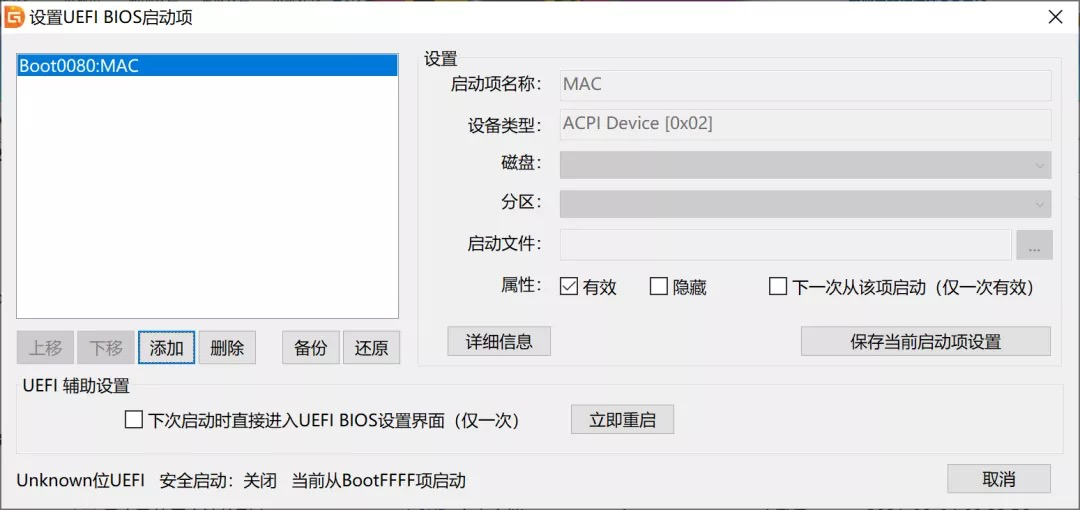 设置UEFI BIOS启动项
Boot0080:MAC
设置
启动项名称： MAC
设备类型： ACPI Device [0x02]
磁盘：
分区：
启动文件： ...
属性： 有效 隐藏 下一次从该项启动（仅一次有效）
上移 下移 添加 删除 备份 还原 详细信息 保存当前启动项设置
UEFI 辅助设置
下次启动时直接进入UEFI BIOS设置界面（仅一次） 立即重启
Unknown位UEFI 安全启动：关闭 当前从BootFFFF项启动 取消